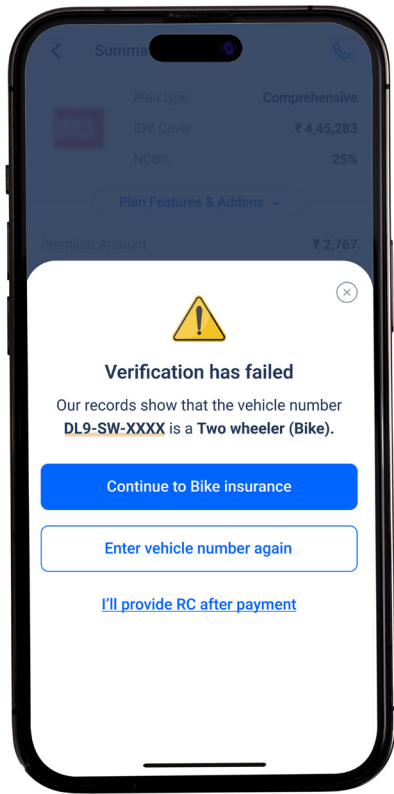 Summa
Plan type Comprehensive
IDV Cover ₹ 4,45,283
NCB% 25%
Plan Features & Addons
Premium Amount ₹ 2,767
Verification has failed
Our records show that the vehicle number
DL9-SW-XXXX is a Two wheeler (Bike).
Continue to Bike insurance
Enter vehicle number again
I'll provide RC after payment